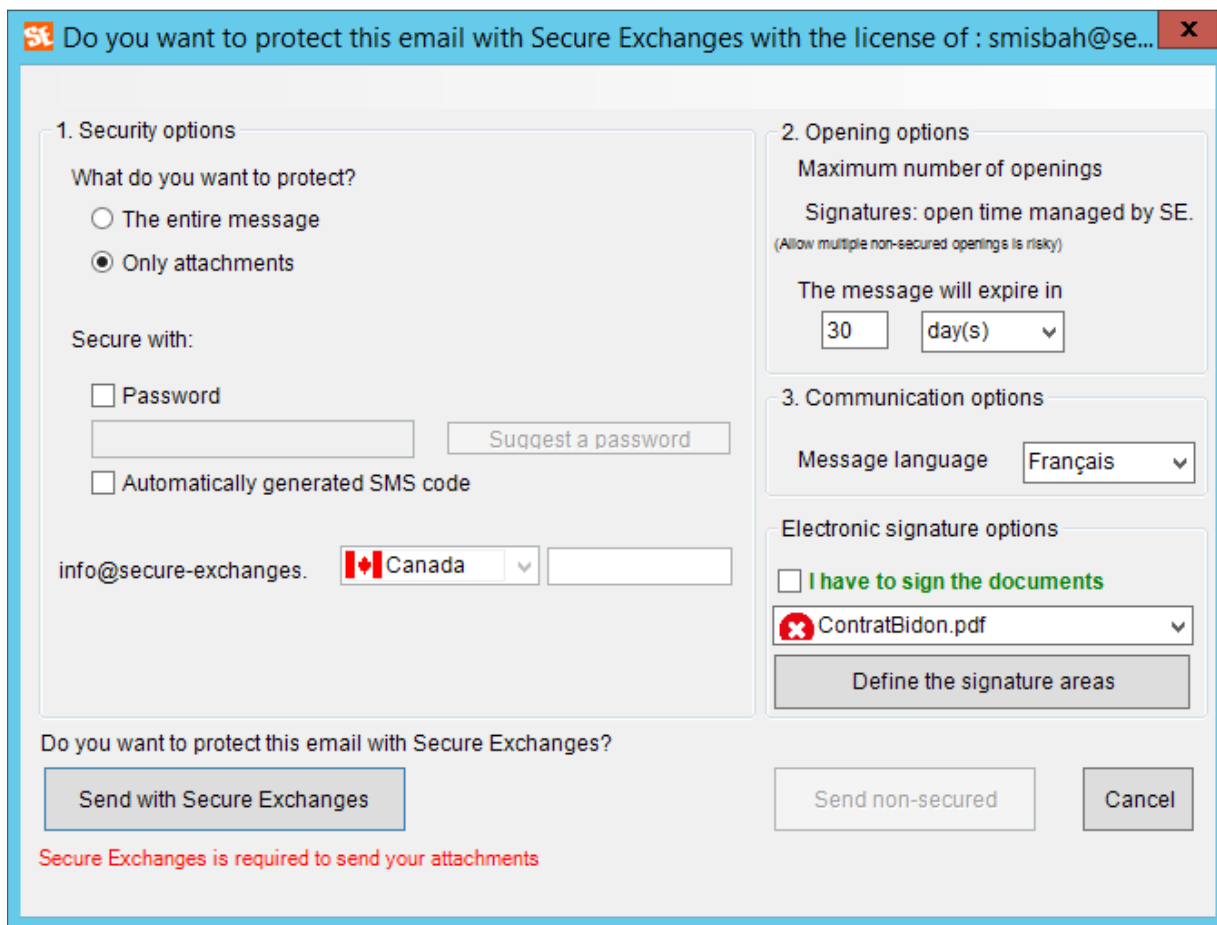 SE Do you want to protect this email with Secure Exchanges with the license of : smisbah@se... x
1. Security options
What do you want to protect?
The entire message
Only attachments
Secure with:
Password
Suggest a password
Automatically generated SMS code
info@secure-exchanges.
Canada
2. Opening options
Maximum number of openings
Signatures: open time managed by SE.
(Allow multiple non-secured openings is risky)
The message will expire in
30 day(s)
3. Communication options
Message language Français
Electronic signature options
I have to sign the documents
ContratBidon.pdf
Define the signature areas
Do you want to protect this email with Secure Exchanges?
Send with Secure Exchanges Send non-secured Cancel
Secure Exchanges is required to send your attachments